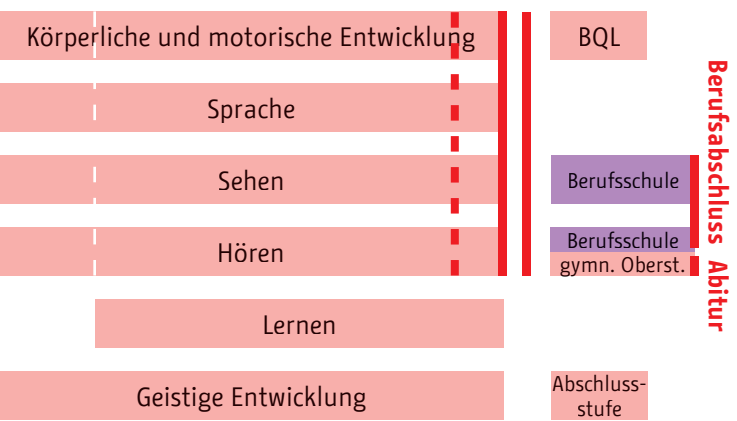 Körperliche und motorische Entwicklung
BQL
Sprache
Sehen
Berufsschule
Hören
Berufsschule
gymn. Oberst.
Lernen
Geistige Entwicklung
Abschluss-
stufe
Berufsabschluss Abitur